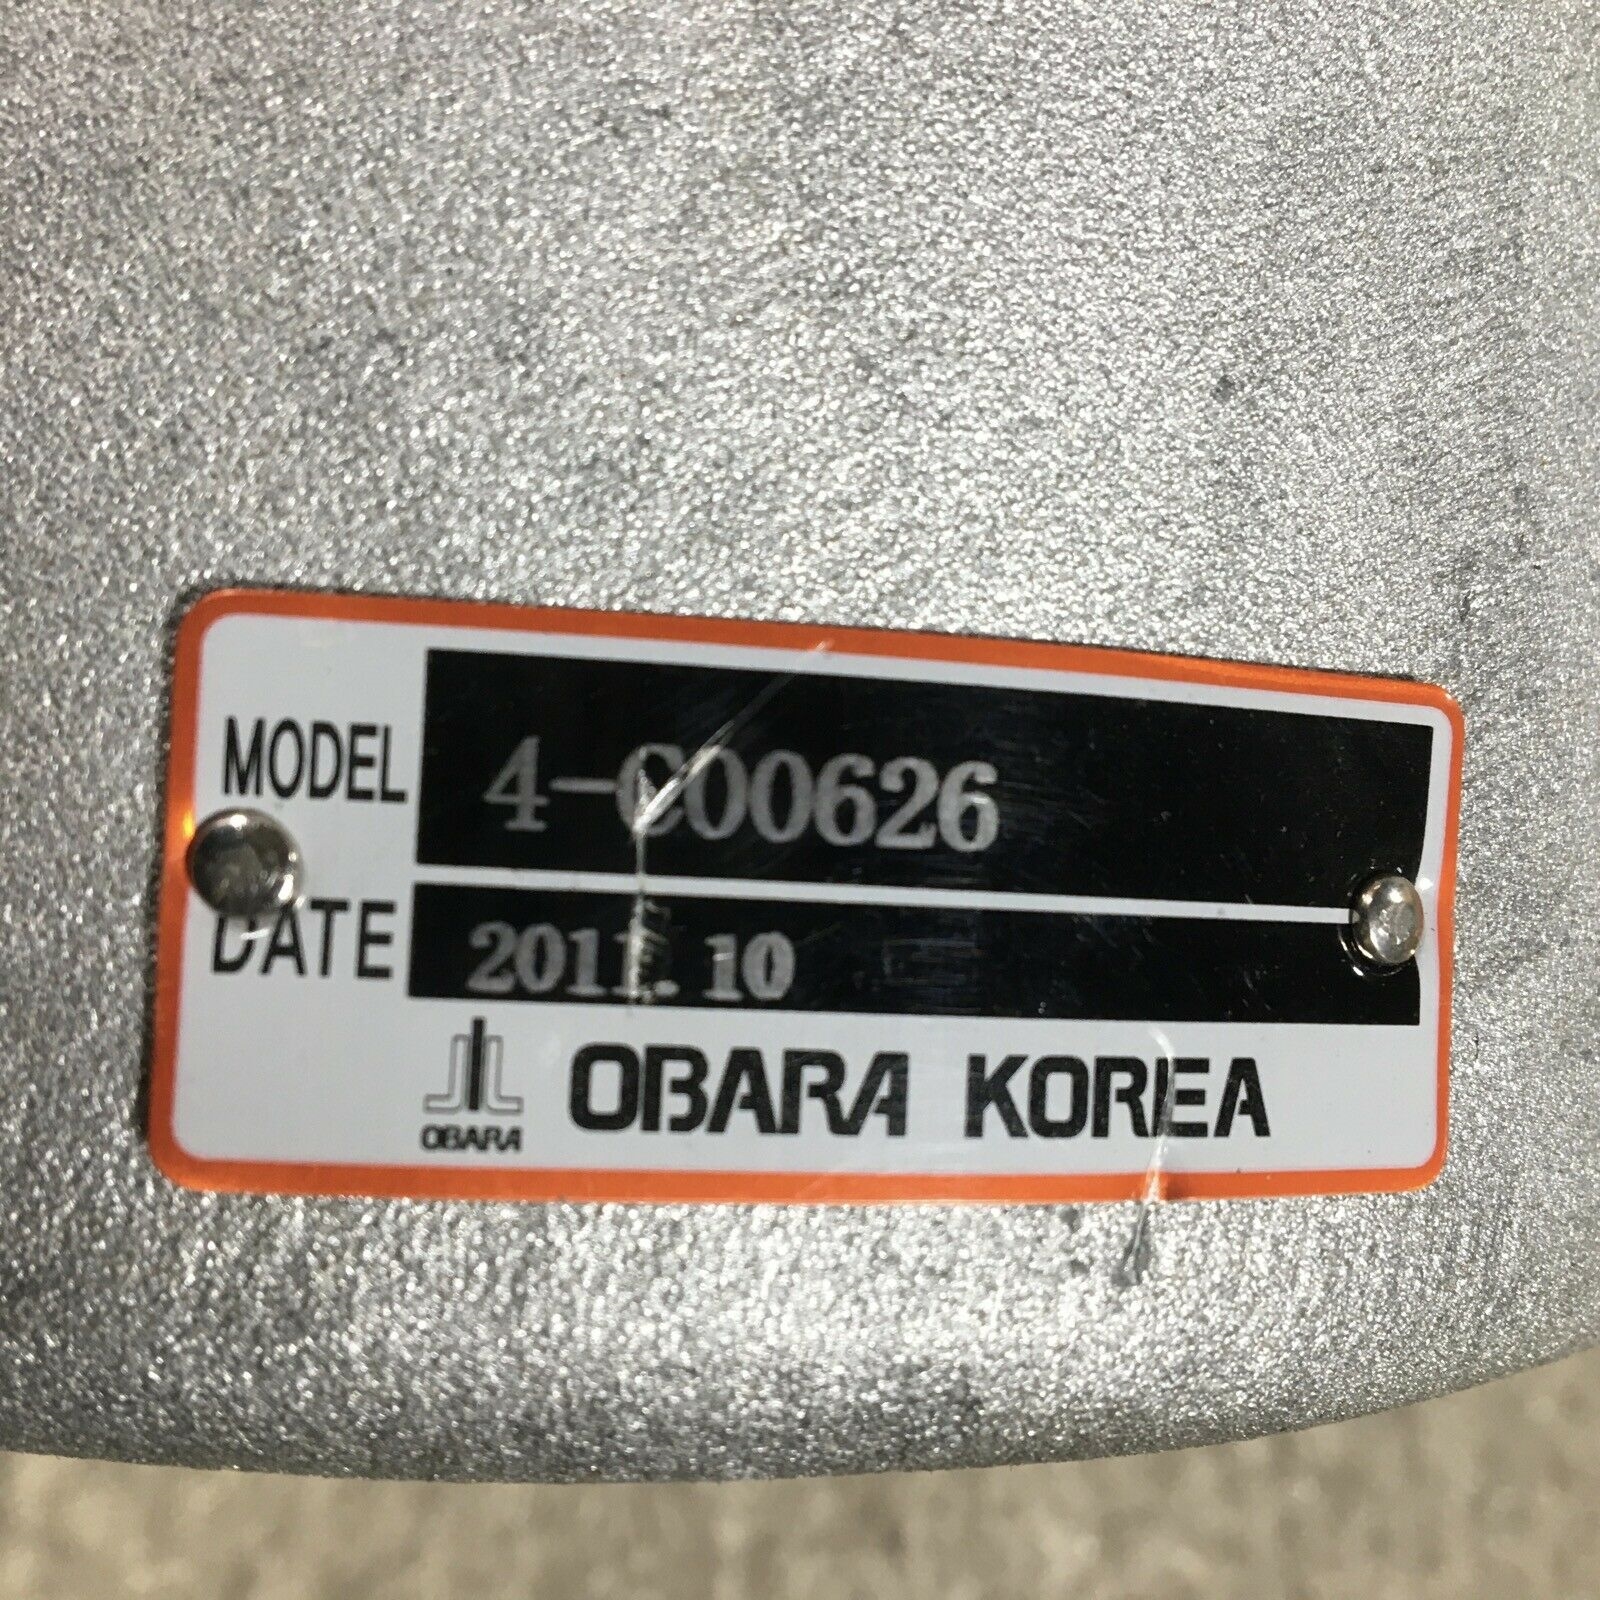 MODEL 4-C00626
DATE 2011.10
OBARA OBARA KOREA